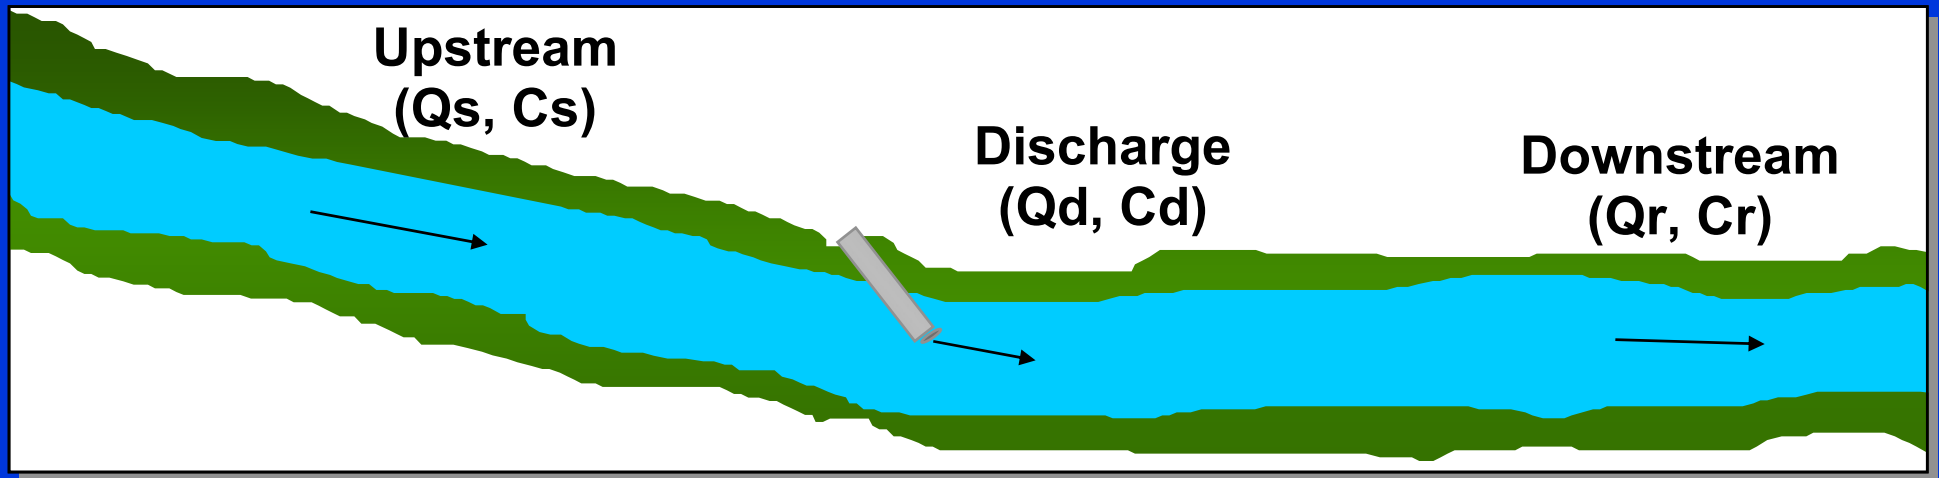 Upstream
(Qs, Cs)
Discharge
(Qd, Cd)
Downstream
(Qr, Cr)